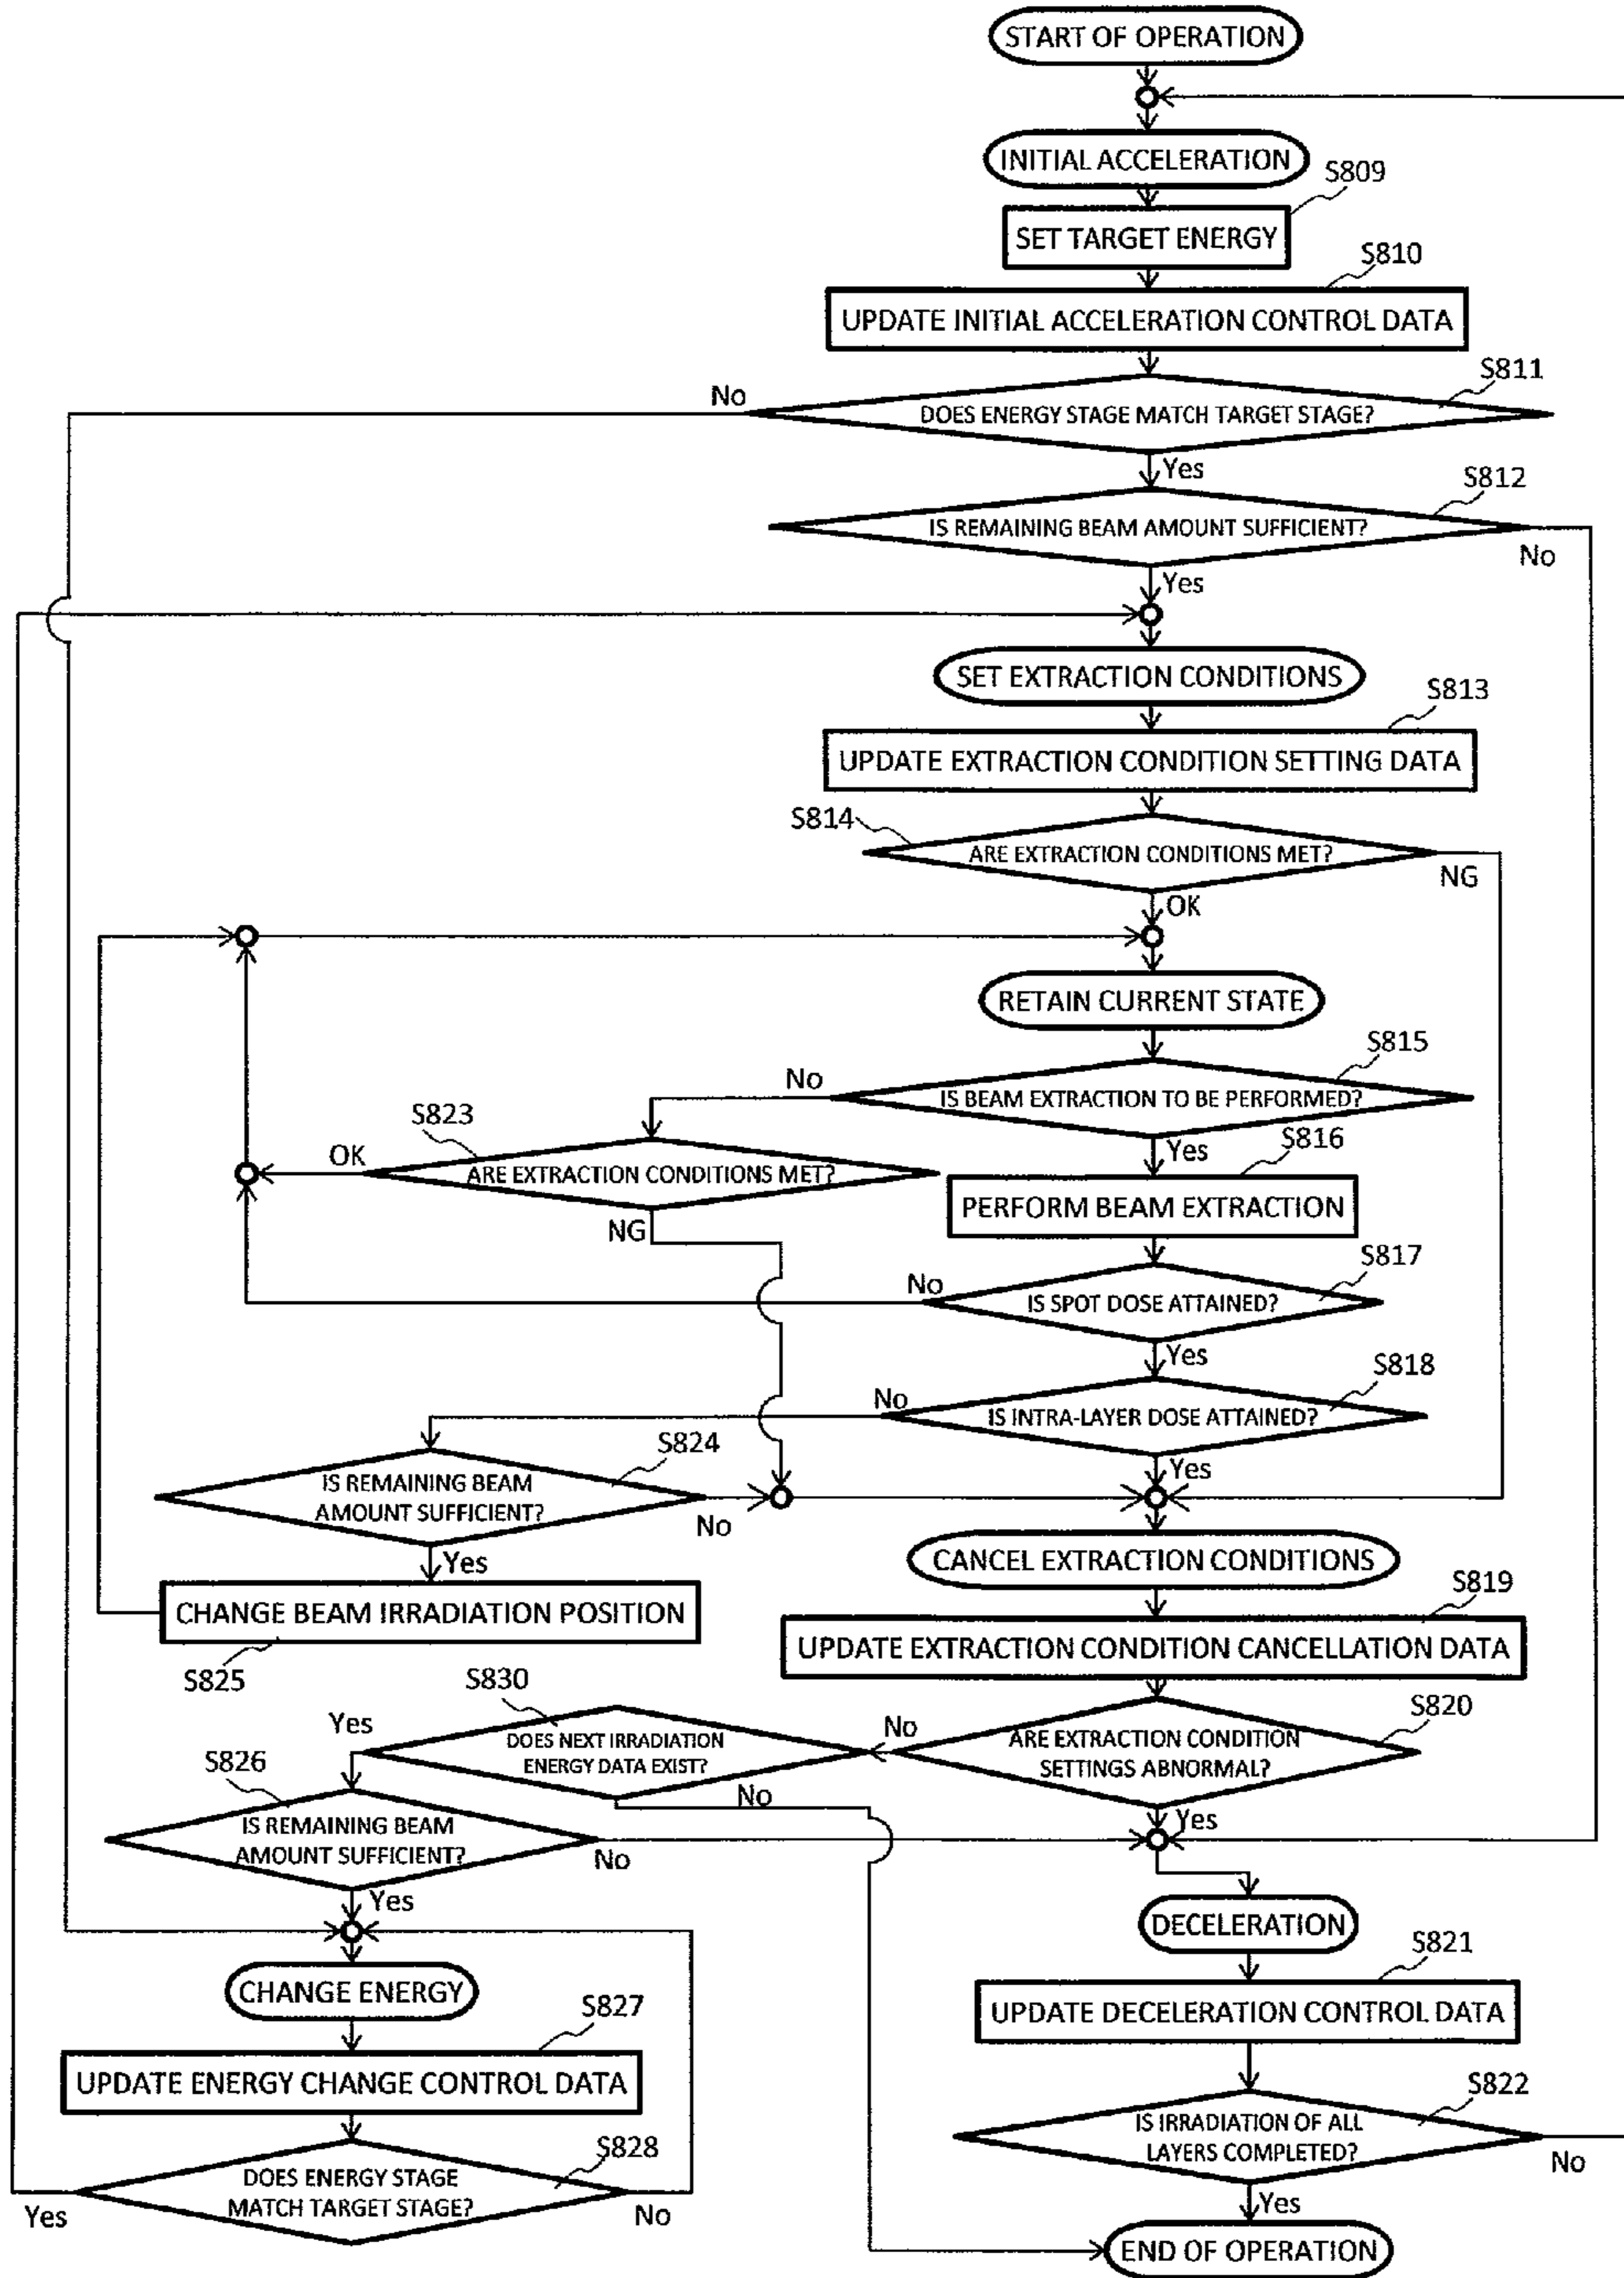 START OF OPERATION
INITIAL ACCELERATION
S809
SET TARGET ENERGY
S810
UPDATE INITIAL ACCELERATION CONTROL DATA
S811
No
DOES ENERGY STAGE MATCH TARGET STAGE?
Yes
S812
IS REMAINING BEAM AMOUNT SUFFICIENT?
No
Yes
SET EXTRACTION CONDITIONS
S813
UPDATE EXTRACTION CONDITION SETTING DATA
S814
ARE EXTRACTION CONDITIONS MET?
NG
OK
RETAIN CURRENT STATE
S815
No
IS BEAM EXTRACTION TO BE PERFORMED?
S823
Yes
S816
OK
ARE EXTRACTION CONDITIONS MET?
PERFORM BEAM EXTRACTION
NG
S817
No
IS SPOT DOSE ATTAINED?
Yes
S818
No
IS INTRA-LAYER DOSE ATTAINED?
S824
Yes
IS REMAINING BEAM
AMOUNT SUFFICIENT?
No
Yes
CANCEL EXTRACTION CONDITIONS
S819
CHANGE BEAM IRRADIATION POSITION
UPDATE EXTRACTION CONDITION CANCELLATION DATA
S825
S830
S820
Yes
No
DOES NEXT IRRADIATION
ENERGY DATA EXIST?
ARE EXTRACTION CONDITION
SETTINGS ABNORMAL?
S826
No
Yes
IS REMAINING BEAM
AMOUNT SUFFICIENT?
No
Yes
DECELERATION
S821
CHANGE ENERGY
S827
UPDATE DECELERATION CONTROL DATA
UPDATE ENERGY CHANGE CONTROL DATA
S822
S828
IS IRRADIATION OF ALL
LAYERS COMPLETED?
No
DOES ENERGY STAGE
MATCH TARGET STAGE?
Yes
No
Yes
END OF OPERATION